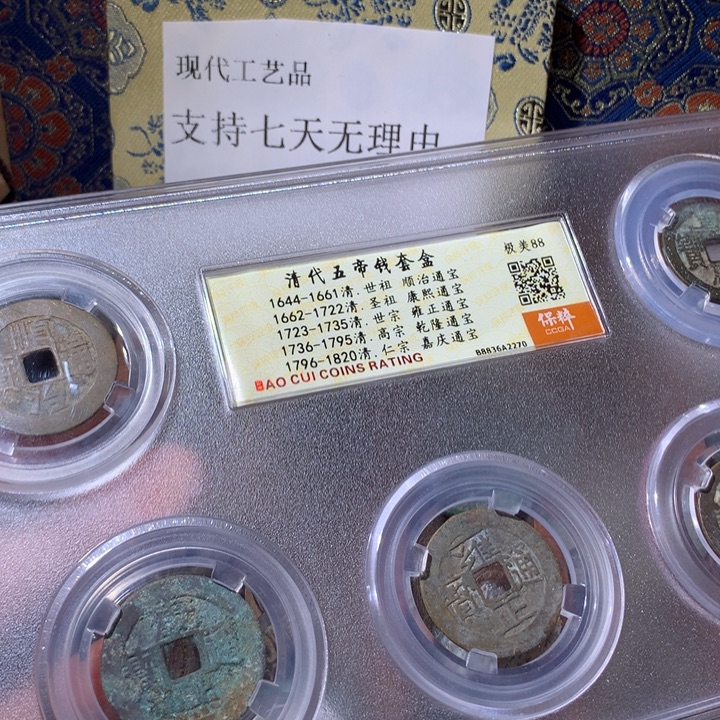 现代工艺品
支持七天无理由
清代五帝钱套盒
极美88
1644-1661清.世祖 顺治通宝
1662-1722清.圣祖 康熙通宝
1723-1735清.世宗 雍正通宝
1736-1795清.高宗 乾隆通宝
1796-1820清.仁宗 嘉庆通宝
保粹
CCGA
BAO CUI COINS RATING
B8836A2270